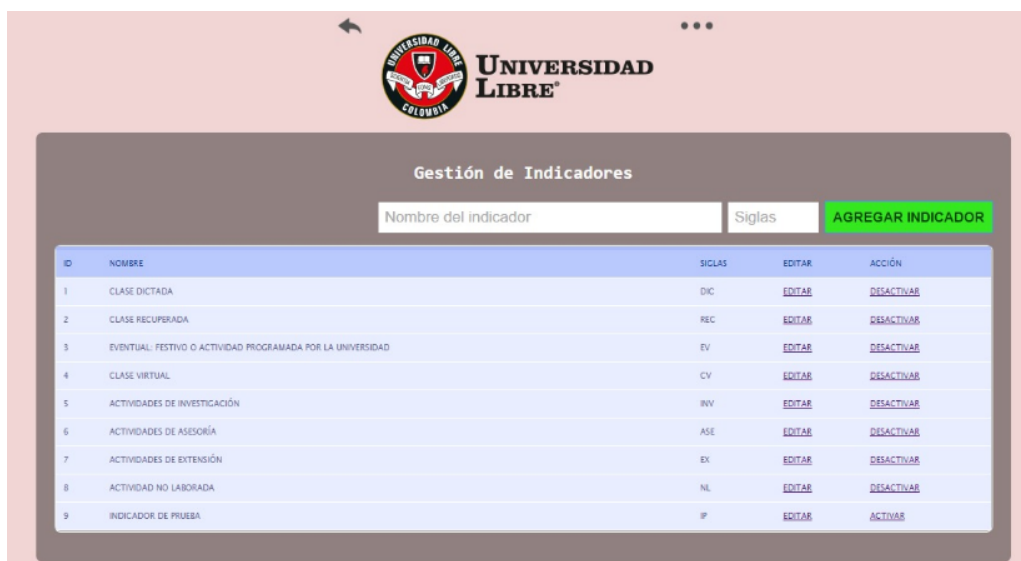 UNIVERSIDAD LIBRE
COLOMBIA
UNIVERSIDAD
LIBRE®
Gestión de Indicadores
Nombre del indicador Siglas AGREGAR INDICADOR
ID NOMBRE SIGLAS EDITAR ACCIÓN
1 CLASE DICTADA DIC EDITAR DESACTIVAR
2 CLASE RECUPERADA REC EDITAR DESACTIVAR
3 EVENTUAL: FESTIVO O ACTIVIDAD PROGRAMADA POR LA UNIVERSIDAD EV EDITAR DESACTIVAR
4 CLASE VIRTUAL CV EDITAR DESACTIVAR
5 ACTIVIDADES DE INVESTIGACIÓN INV EDITAR DESACTIVAR
6 ACTIVIDADES DE ASESORÍA ASE EDITAR DESACTIVAR
7 ACTIVIDADES DE EXTENSIÓN EX EDITAR DESACTIVAR
8 ACTIVIDAD NO LABORADA NL EDITAR DESACTIVAR
9 INDICADOR DE PRUEBA IP EDITAR ACTIVAR